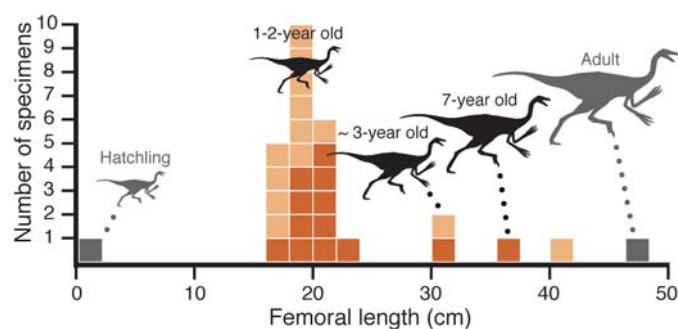 10
9
8
7
6
5
4
3
2
1
Number of specimens
Hatchling
1-2-year old
~ 3-year old
7-year old
Adult
0 10 20 30 40 50
Femoral length (cm)